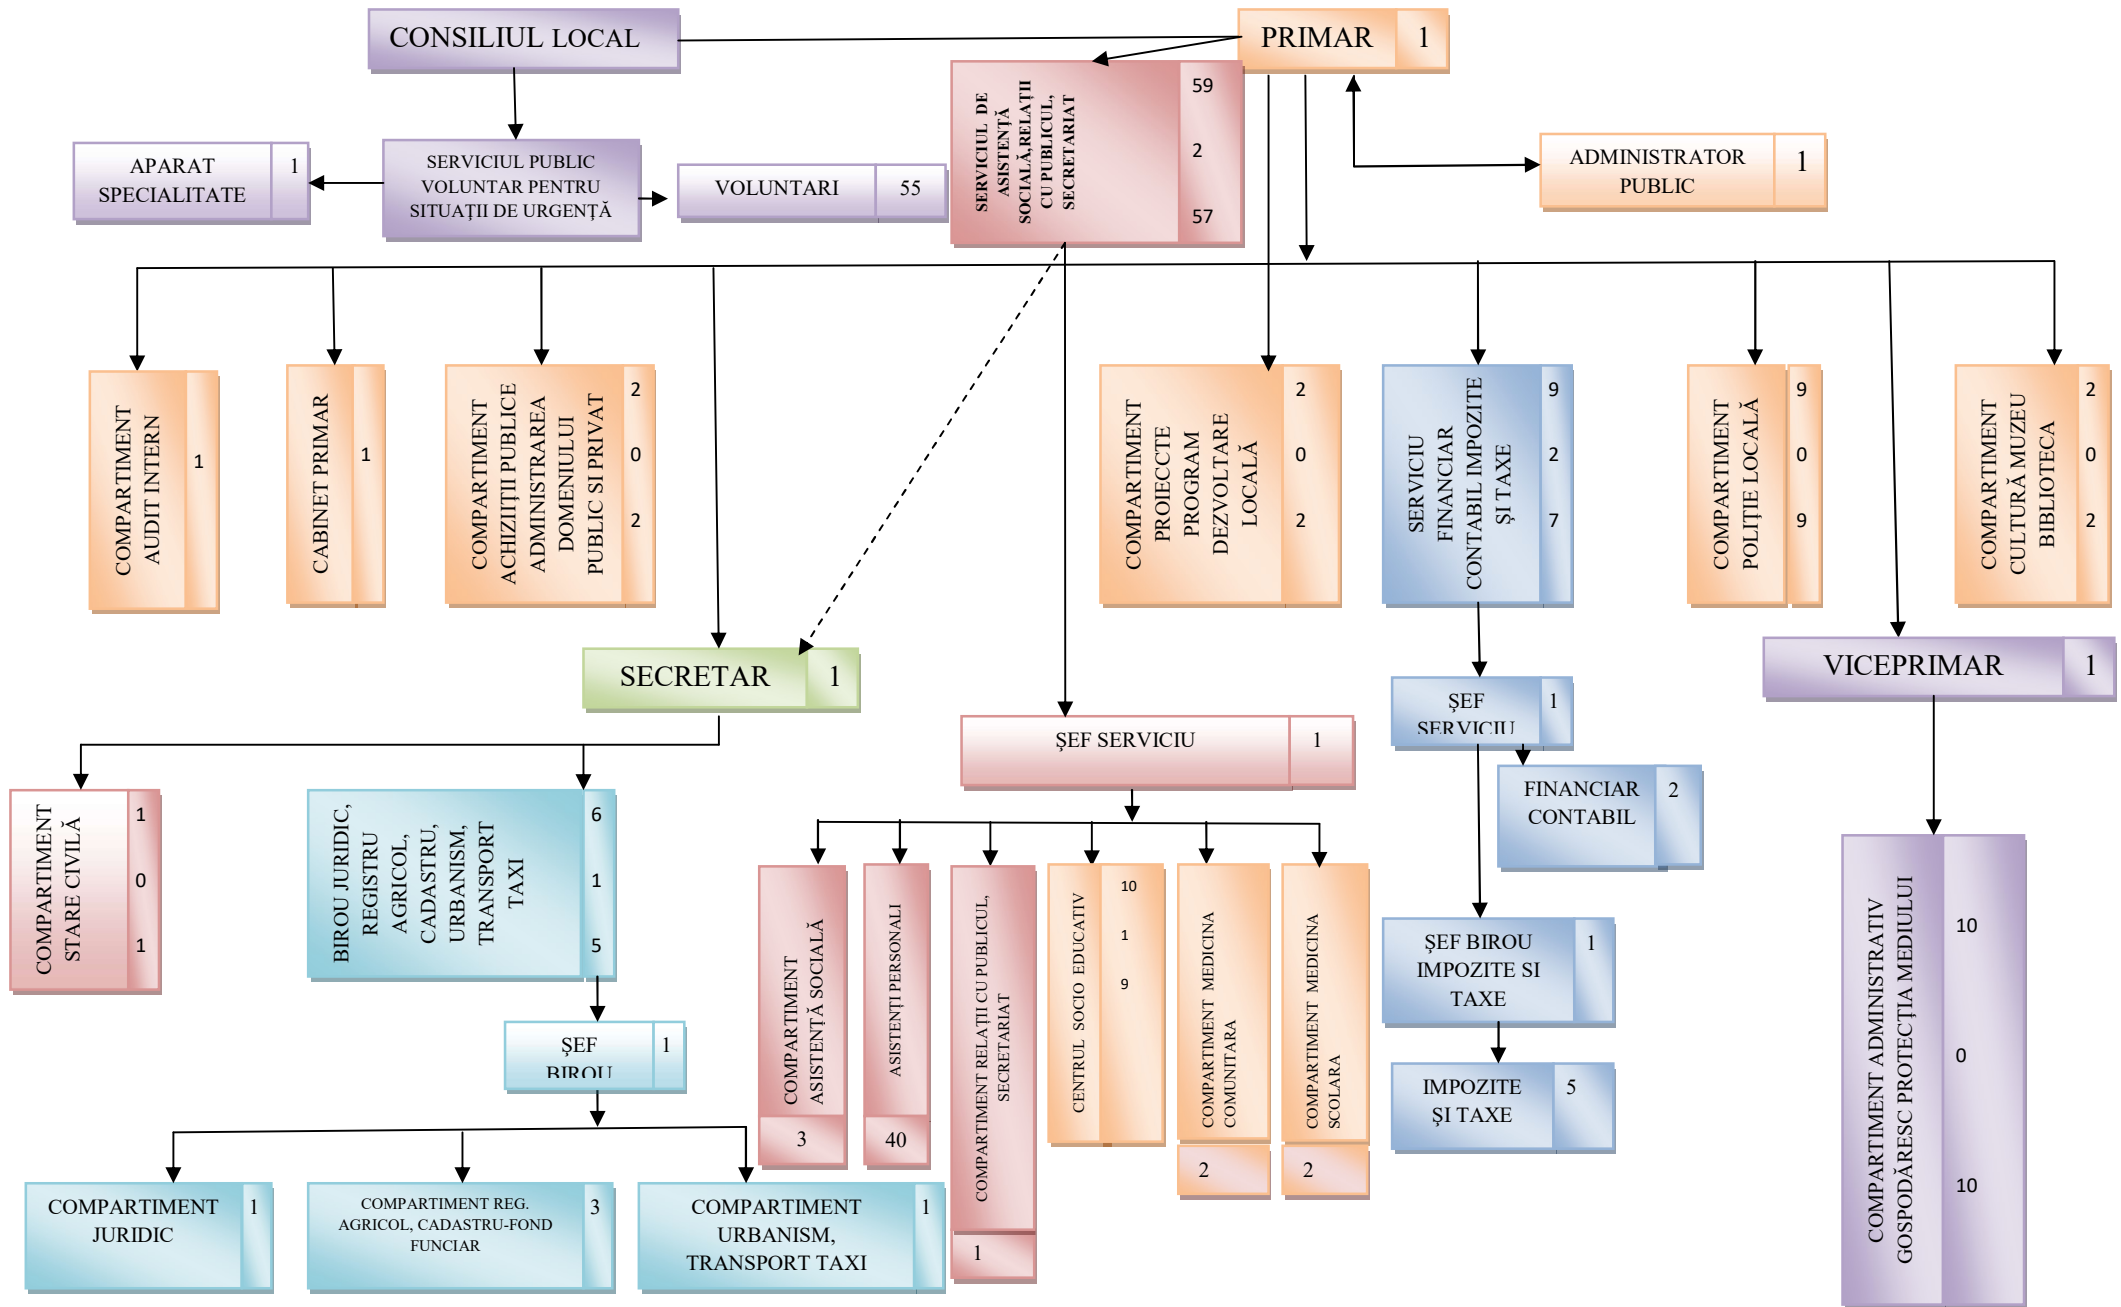 CONSILIUL LOCAL
PRIMAR
1
SERVICIUL DE
ASISTENȚĂ
SOCIALĂ,RELAȚII
CU PUBLICUL,
SECRETARIAT
59
2
57
APARAT
SPECIALITATE
1
SERVICIUL PUBLIC
VOLUNTAR PENTRU
SITUAȚII DE URGENȚĂ
VOLUNTARI
55
ADMINISTRATOR
PUBLIC
1
COMPARTIMENT
AUDIT INTERN
1
CABINET PRIMAR
1
COMPARTIMENT
ACHIZIȚII PUBLICE
ADMINISTRAREA
DOMENIULUI
PUBLIC SI PRIVAT
2
0
2
COMPARTIMENT
PROIECCTE
PROGRAM
DEZVOLTARE
LOCALĂ
2
0
2
SERVICIU
FINANCIAR
CONTABIL IMPOZITE
ȘI TAXE
9
2
7
COMPARTIMENT
POLIȚIE LOCALĂ
9
0
9
COMPARTIMENT
CULTURĂ MUZEU
BIBLIOTECA
2
0
2
SECRETAR
1
VICEPRIMAR
1
ȘEF
SERVICIU
1
ȘEF SERVICIU
1
FINANCIAR
CONTABIL
2
COMPARTIMENT
STARE CIVILĂ
1
0
1
BIROU JURIDIC,
REGISTRU
AGRICOL,
CADASTRU,
URBANISM,
TRANSPORT
TAXI
6
1
5
COMPARTIMENT
ASISTENȚĂ SOCIALĂ
3
ASISTENȚI PERSONALI
40
COMPARTIMENT RELAȚII CU PUBLICUL,
SECRETARIAT
1
CENTRUL SOCIO EDUCATIV
10
1
9
COMPARTIMENT MEDICINA
COMUNITARA
2
COMPARTIMENT MEDICINA
SCOLARA
2
ȘEF BIROU
IMPOZITE SI
TAXE
1
COMPARTIMENT ADMINISTRATIV
GOSPODĂRESC PROTECȚIA MEDIULUI
10
0
10
ȘEF
BIROU
1
IMPOZITE
ȘI TAXE
5
COMPARTIMENT
JURIDIC
1
COMPARTIMENT REG.
AGRICOL, CADASTRU-FOND
FUNCIAR
3
COMPARTIMENT
URBANISM,
TRANSPORT TAXI
1